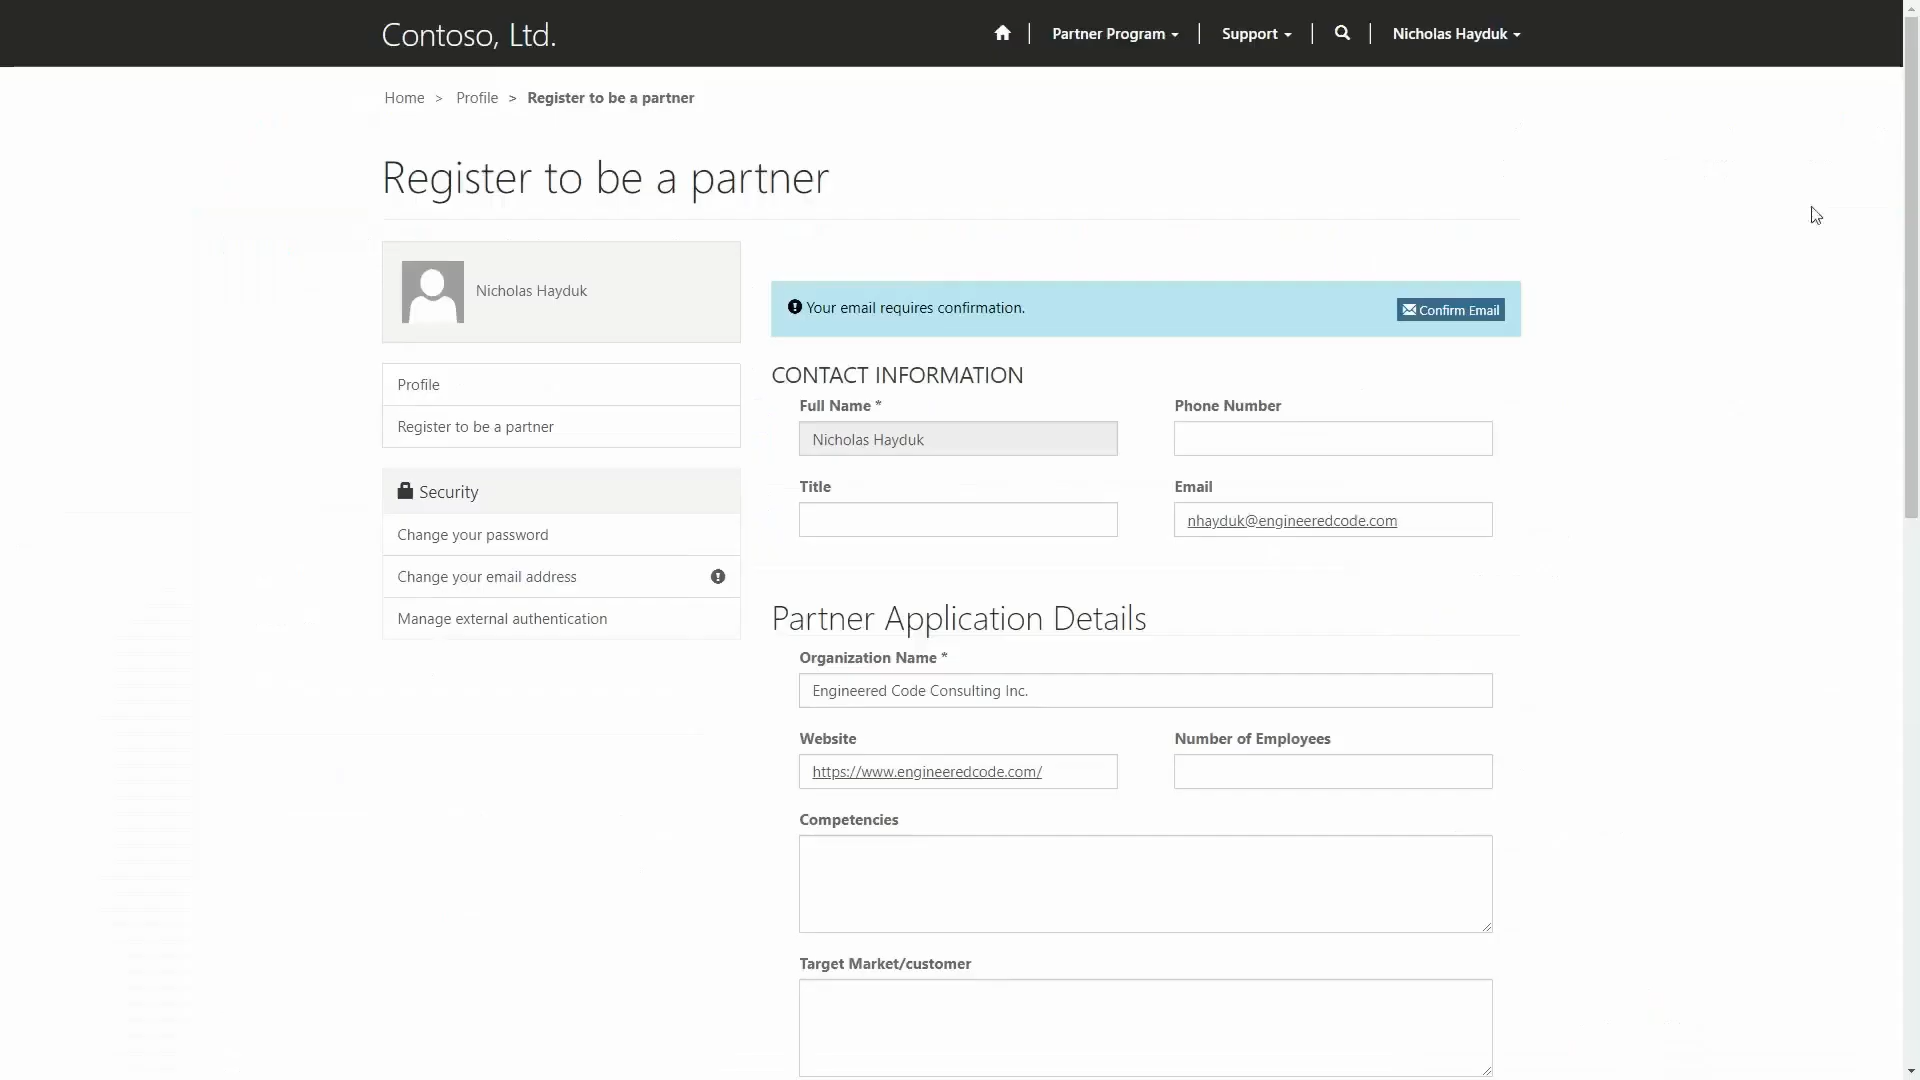 Contoso, Ltd.
Partner Program
Support
Nicholas Hayduk
Home > Profile > Register to be a partner
Register to be a partner
Nicholas Hayduk
Profile
Register to be a partner
Security
Change your password
Change your email address
Manage external authentication
Your email requires confirmation.
Confirm Email
CONTACT INFORMATION
Full Name *
Nicholas Hayduk
Phone Number
Title
Email
nhayduk@engineeredcode.com
Partner Application Details
Organization Name *
Engineered Code Consulting Inc.
Website
https://www.engineeredcode.com/
Number of Employees
Competencies
Target Market/customer